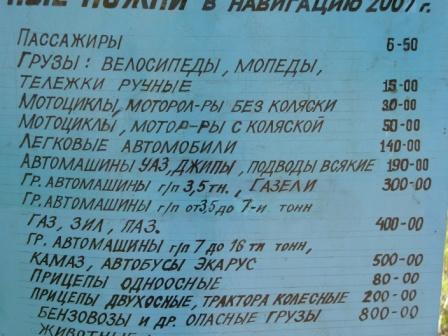 НЫЕ НУЖДЫ В НАВИГАЦИЮ 2007 г.
ПАССАЖИРЫ 6-50
ГРУЗЫ: ВЕЛОСИПЕДЫ, МОПЕДЫ,
ТЕЛЕЖКИ РУЧНЫЕ 15-00
МОТОЦИКЛЫ, МОТОРОЛ-РЫ БЕЗ КОЛЯСКИ 30-00
МОТОЦИКЛЫ, МОТОР-РЫ С КОЛЯСКОЙ 50-00
ЛЕГКОВЫЕ АВТОМОБИЛИ 140-00
АВТОМАШИНЫ УАЗ, ДЖИПЫ, ПОДВОДЫ ВСЯКИЕ 190-00
ГР. АВТОМАШИНЫ г/п 3,5 тн., ГАЗЕЛИ 300-00
ГР. АВТОМАШИНЫ г/п от 3,5 до 7-и тонн
ГАЗ, ЗИЛ, ПАЗ. 400-00
ГР. АВТОМАШИНЫ г/п 7 до 16 тн тонн,
КАМАЗ, АВТОБУСЫ ЭКАРУС 500-00
ПРИЦЕПЫ ОДНООСНЫЕ 80-00
ПРИЦЕПЫ ДВУХОСНЫЕ, ТРАКТОРА КОЛЕСНЫЕ 200-00
БЕНЗОВОЗЫ И ДР. ОПАСНЫЕ ГРУЗЫ 800-00